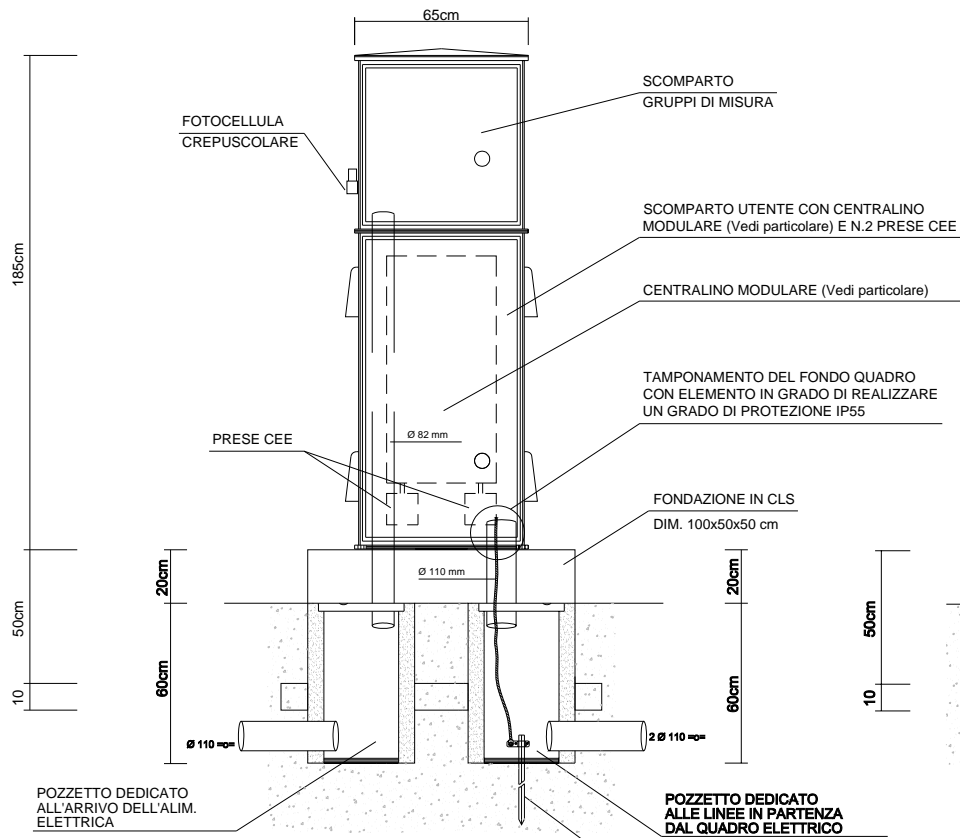 65cm
SCOMPARTO
GRUPPI DI MISURA
FOTOCELLULA
CREPUSCOLARE
SCOMPARTO UTENTE CON CENTRALINO
MODULARE (Vedi particolare) E N.2 PRESE CEE
185cm
CENTRALINO MODULARE (Vedi particolare)
TAMPONAMENTO DEL FONDO QUADRO
CON ELEMENTO IN GRADO DI REALIZZARE
UN GRADO DI PROTEZIONE IP55
PRESE CEE
Ø 82 mm
FONDAZIONE IN CLS
DIM. 100x50x50 cm
20cm
Ø 110 mm
20cm
50cm
50cm
60cm
60cm
10
10
Ø 110
2 Ø 110
POZZETTO DEDICATO
ALL'ARRIVO DELL'ALIM.
ELETTRICA
POZZETTO DEDICATO
ALLE LINEE IN PARTENZA
DAL QUADRO ELETTRICO